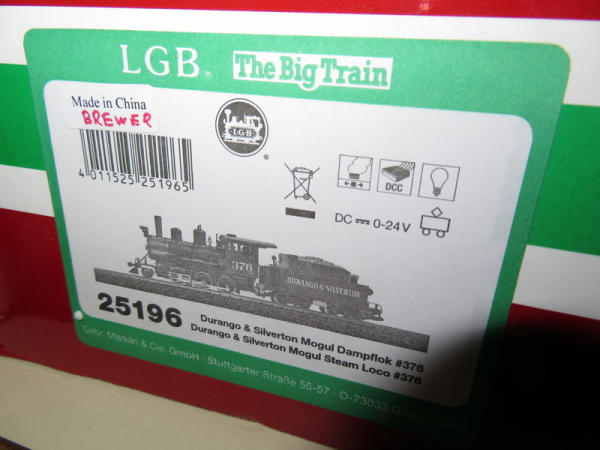 LGB® The Big Train
Made in China
BREWER
4 011525 251965
LGB ®
DCC
DC 0-24V
376
DURANGO & SILVERTON
25196
Durango & Silverton Mogul Dampflok #376
Durango & Silverton Mogul Steam Loco #376
Gebr. Märklin & Cie. GmbH · Stuttgarter Straße 55-57 · D-73033 Göppingen